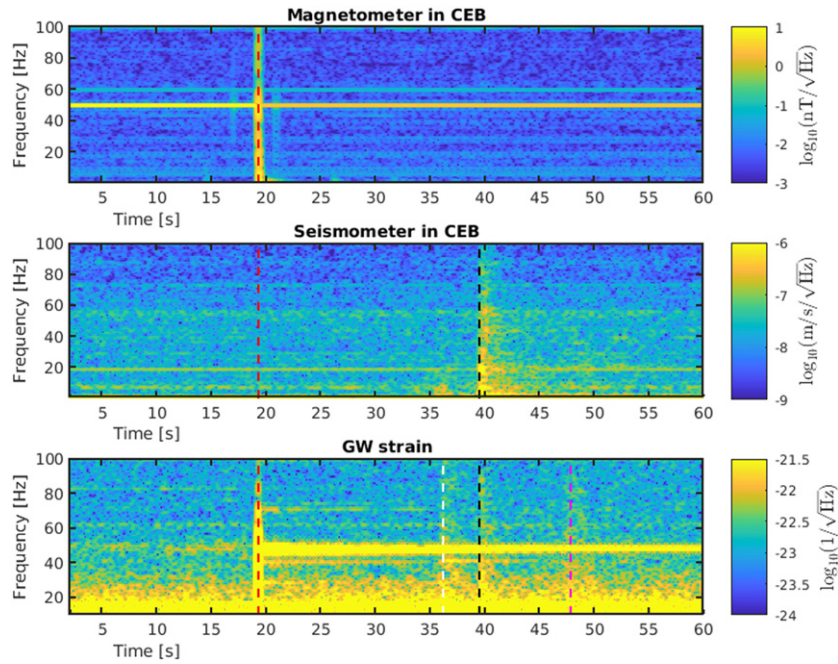 Magnetometer in CEB
Frequency [Hz]
100
80
60
40
20
5 10 15 20 25 30 35 40 45 50 55 60
Time [s]
1
0
-1
-2
-3
log₁₀(nT/√Hz)
Seismometer in CEB
Frequency [Hz]
100
80
60
40
20
5 10 15 20 25 30 35 40 45 50 55 60
Time [s]
-6
-7
-8
-9
log₁₀(m/s/√Hz)
GW strain
Frequency [Hz]
100
80
60
40
20
5 10 15 20 25 30 35 40 45 50 55 60
Time [s]
-21.5
-22
-22.5
-23
-23.5
-24
log₁₀(1/√Hz)